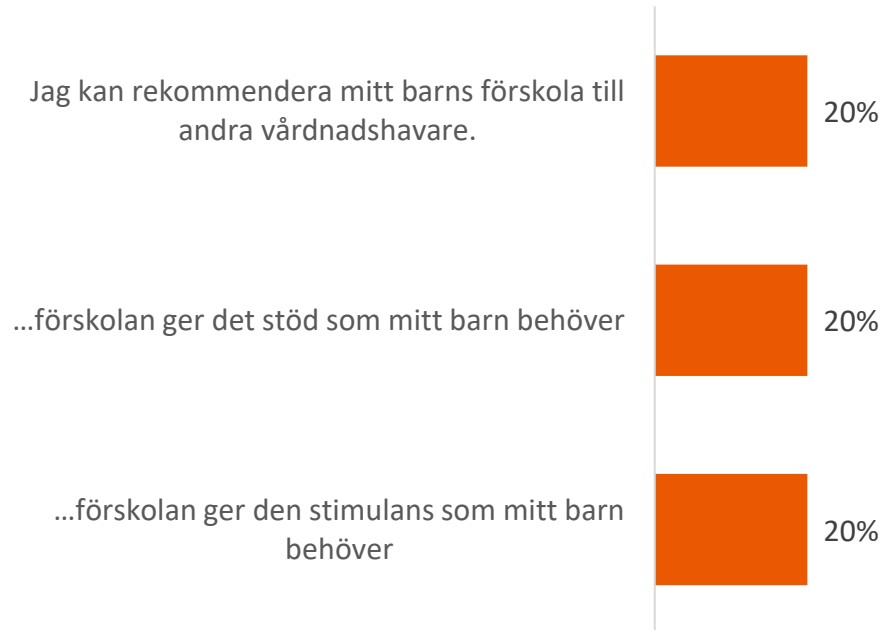 Jag kan rekommendera mitt barns förskola till
andra vårdnadshavare.
20%
...förskolan ger det stöd som mitt barn behöver
20%
...förskolan ger den stimulans som mitt barn
behöver
20%